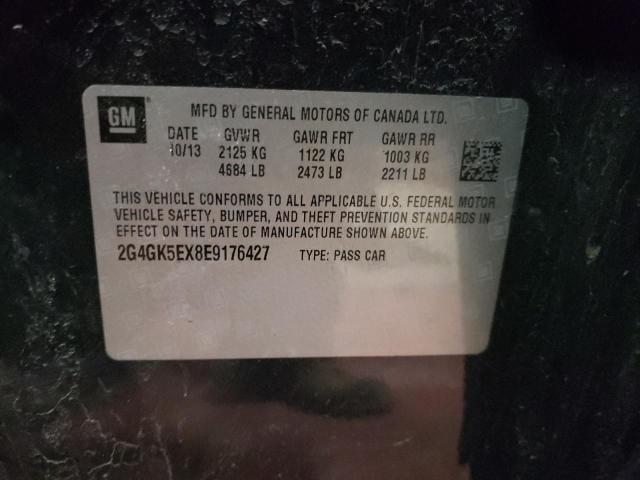 GM ®
MFD BY GENERAL MOTORS OF CANADA LTD.
DATE GVWR GAWR FRT GAWR RR
10/13 2125 KG 1122 KG 1003 KG
4684 LB 2473 LB 2211 LB
THIS VEHICLE CONFORMS TO ALL APPLICABLE U.S. FEDERAL MOTOR
VEHICLE SAFETY, BUMPER, AND THEFT PREVENTION STANDARDS IN
EFFECT ON THE DATE OF MANUFACTURE SHOWN ABOVE.
2G4GK5EX8E9176427 TYPE: PASS CAR